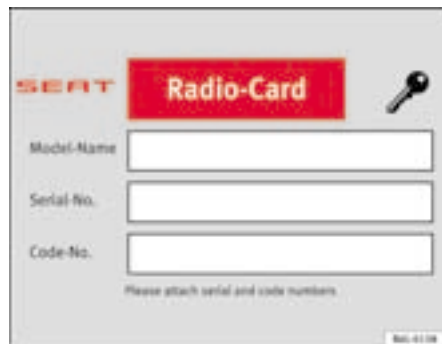 SEAT Radio-Card
Model-Name
Serial-No.
Code-No.
Please attach serial and code numbers